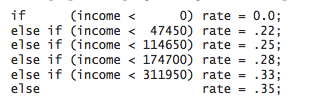 if      (income <      0) rate = 0.0;
else if (income <  47450) rate = .22;
else if (income < 114650) rate = .25;
else if (income < 174700) rate = .28;
else if (income < 311950) rate = .33;
else                      rate = .35;